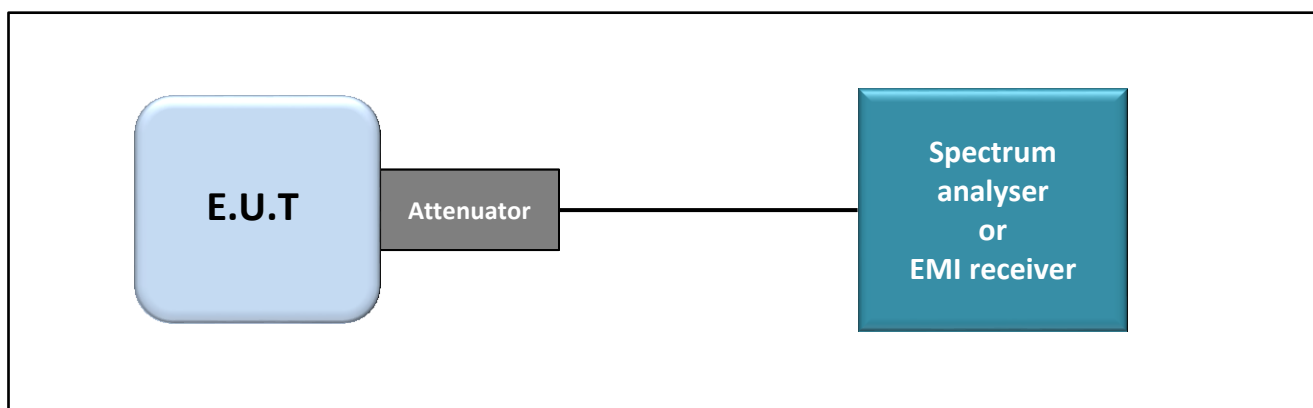 E.U.T
Attenuator
Spectrum
analyser
or
EMI receiver